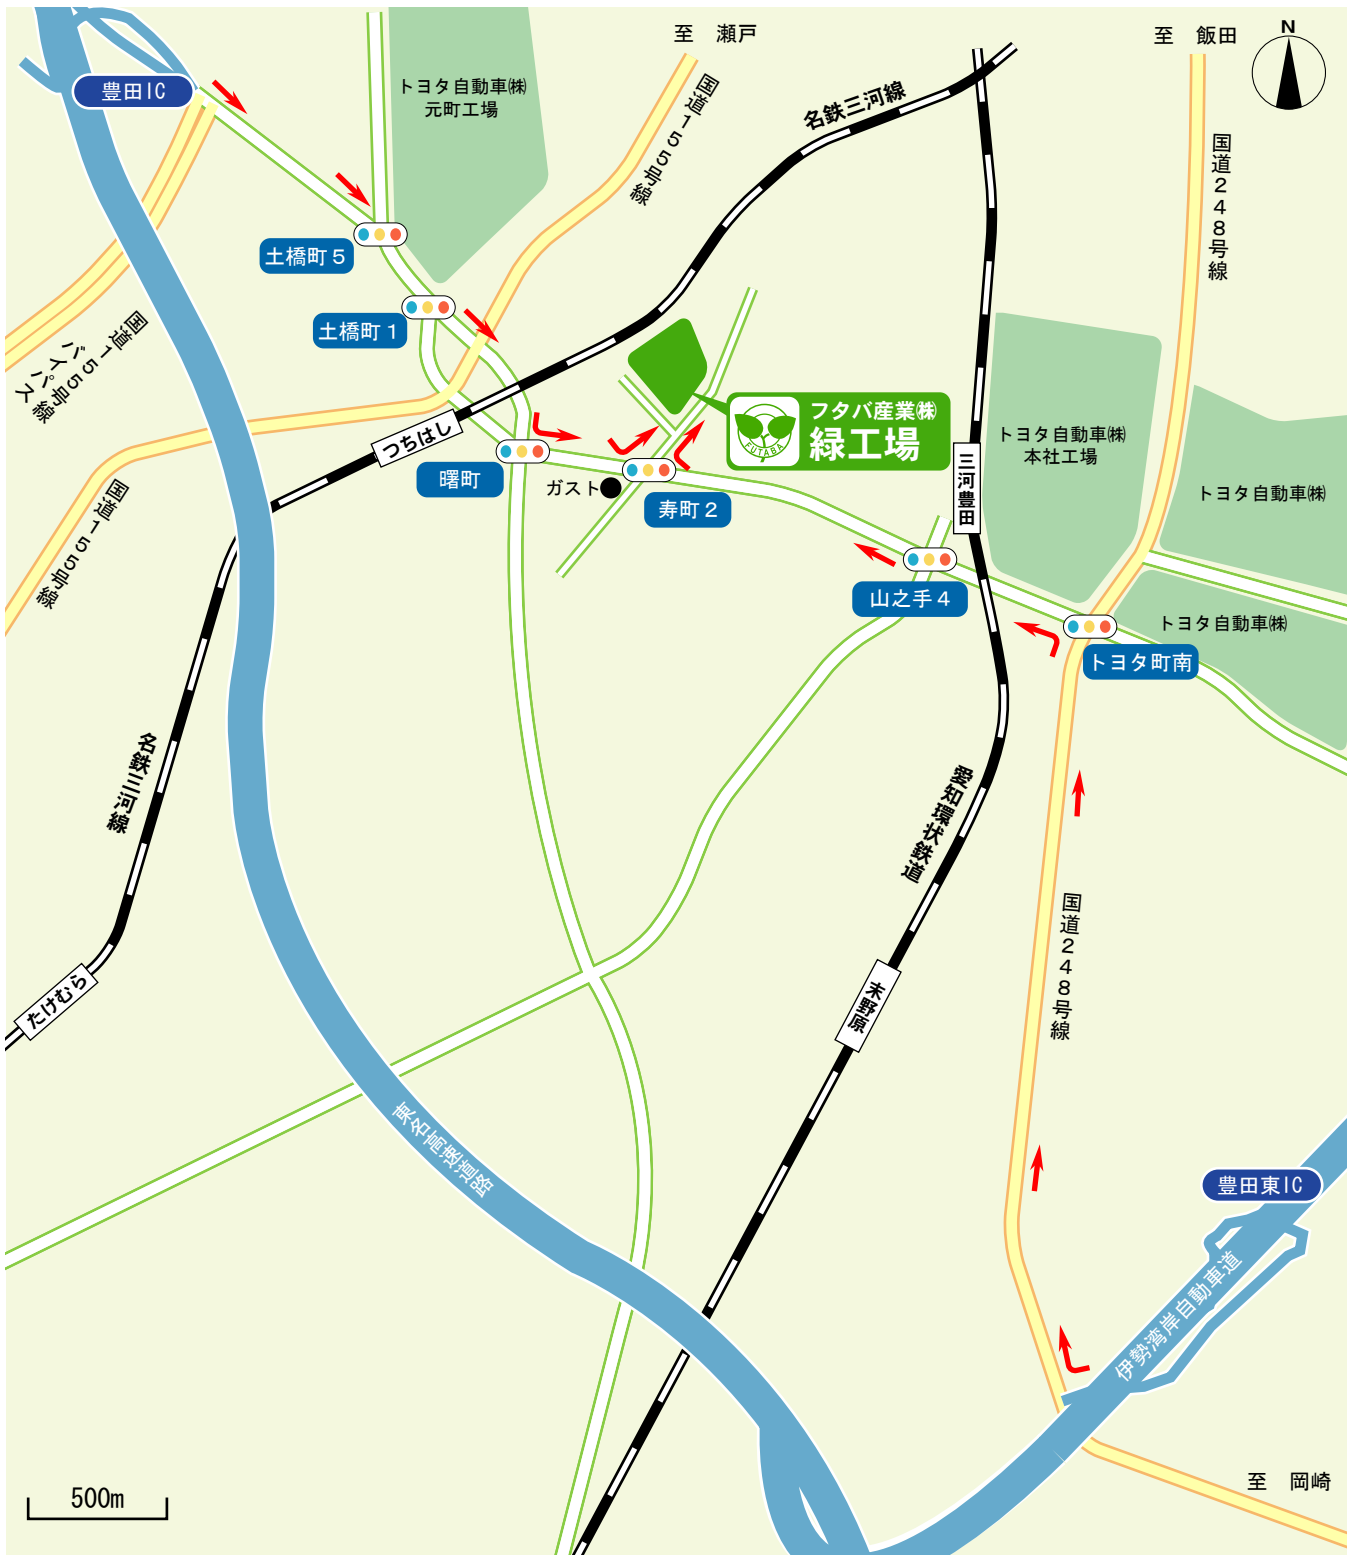 至 瀬戸
至 飯田
N
豊田IC
トヨタ自動車㈱
元町工場
国道155号線
名鉄三河線
国道248号線
土橋町5
土橋町1
国道155号線
バイパス
つちはし
フタバ産業㈱
緑工場
FUTABA
トヨタ自動車㈱
本社工場
三河豊田
曙町
ガスト
寿町2
トヨタ自動車㈱
国道155号線
山之手4
トヨタ自動車㈱
トヨタ町南
名鉄三河線
愛知環状鉄道
国道248号線
たけむら
末野原
東名高速道路
豊田東IC
伊勢湾岸自動車道
至 岡崎
500m